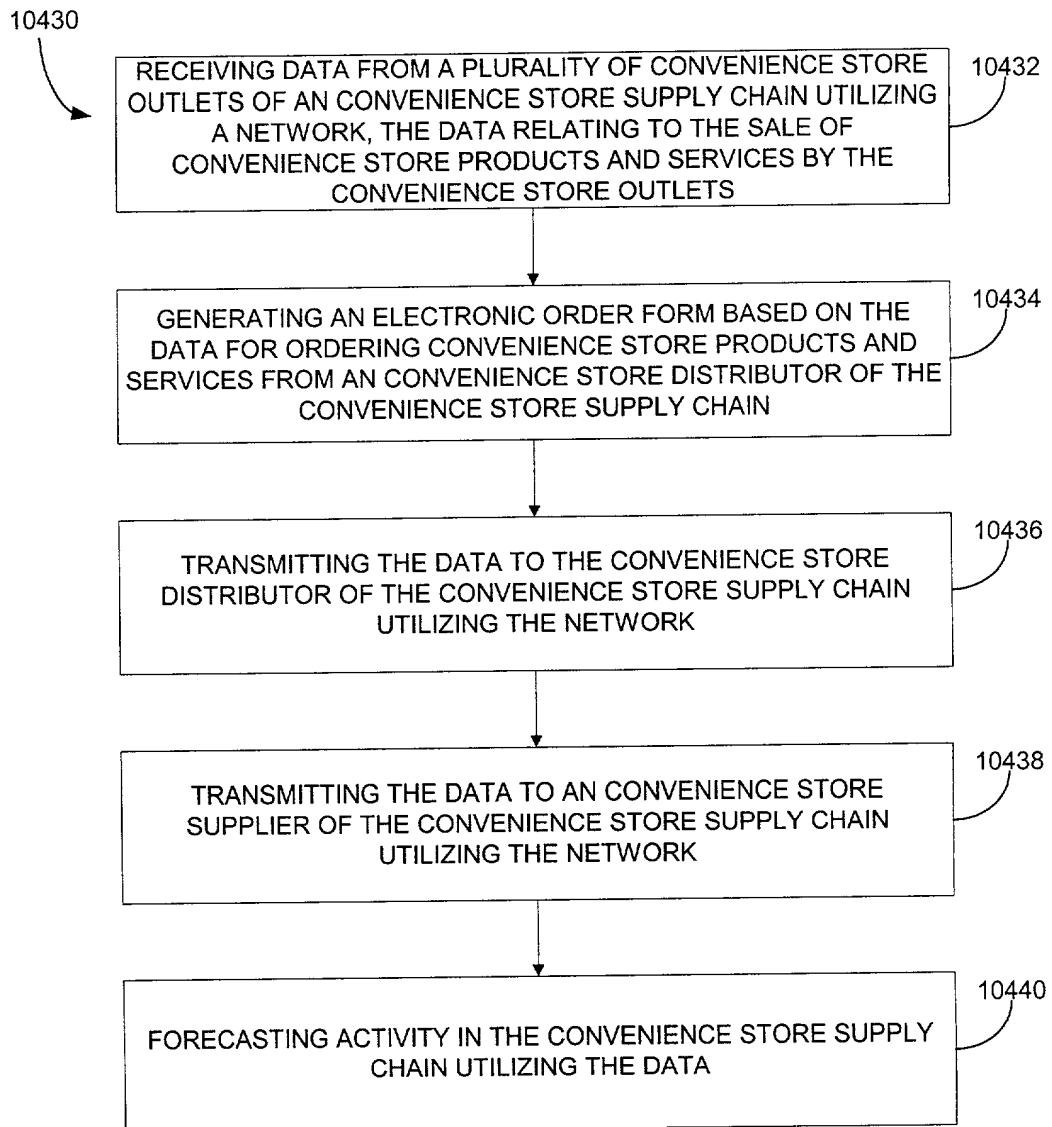 10430
RECEIVING DATA FROM A PLURALITY OF CONVENIENCE STORE
OUTLETS OF AN CONVENIENCE STORE SUPPLY CHAIN UTILIZING
A NETWORK, THE DATA RELATING TO THE SALE OF
CONVENIENCE STORE PRODUCTS AND SERVICES BY THE
CONVENIENCE STORE OUTLETS
10432
GENERATING AN ELECTRONIC ORDER FORM BASED ON THE
DATA FOR ORDERING CONVENIENCE STORE PRODUCTS AND
SERVICES FROM AN CONVENIENCE STORE DISTRIBUTOR OF THE
CONVENIENCE STORE SUPPLY CHAIN
10434
TRANSMITTING THE DATA TO THE CONVENIENCE STORE
DISTRIBUTOR OF THE CONVENIENCE STORE SUPPLY CHAIN
UTILIZING THE NETWORK
10436
TRANSMITTING THE DATA TO AN CONVENIENCE STORE
SUPPLIER OF THE CONVENIENCE STORE SUPPLY CHAIN
UTILIZING THE NETWORK
10438
FORECASTING ACTIVITY IN THE CONVENIENCE STORE SUPPLY
CHAIN UTILIZING THE DATA
10440